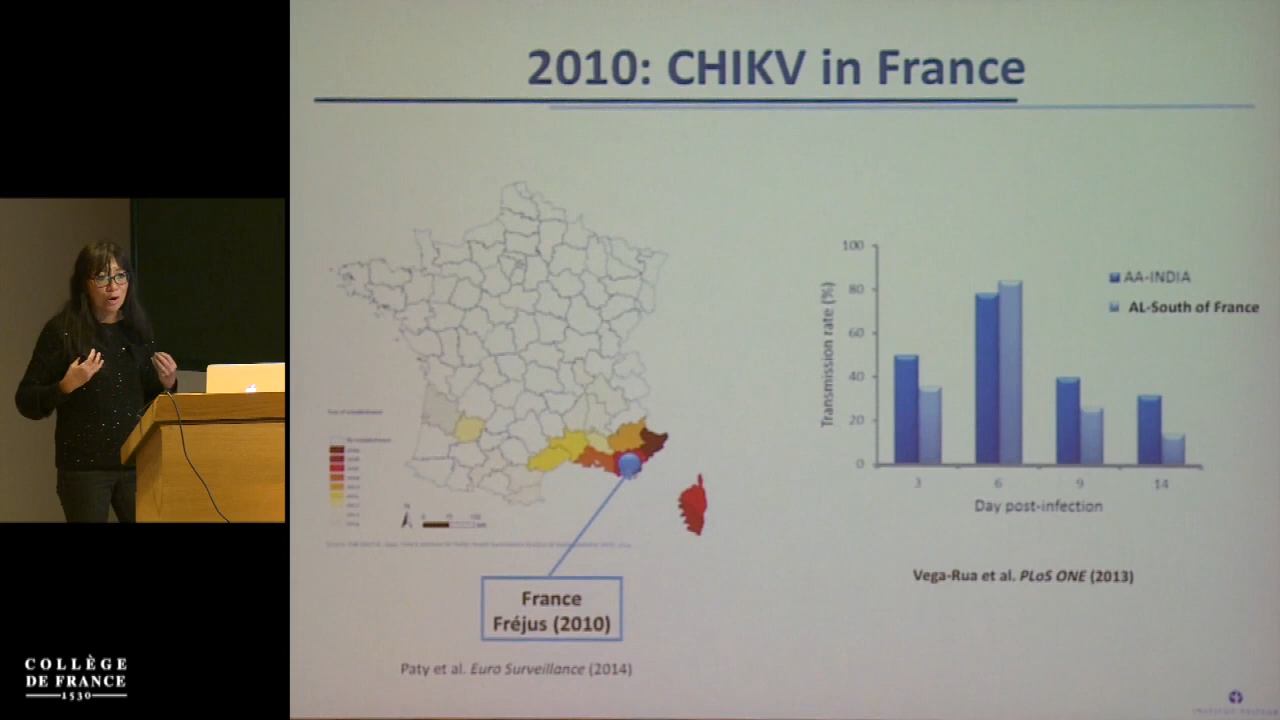 2010: CHIKV in France
100
80
60
40
20
0
Transmission rate (%)
AA-INDIA
AL-South of France
3
6
9
14
Day post-infection
Vega-Rua et al. PLoS ONE (2013)
N
France
Fréjus (2010)
Paty et al. Euro Surveillance (2014)
COLLÈGE
DE FRANCE
1530